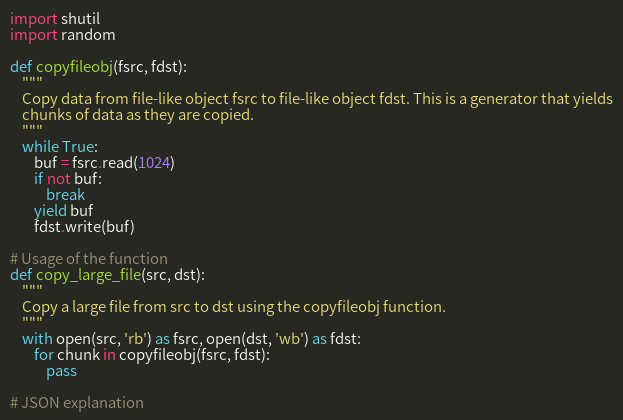 import shutil
import random

def copyfileobj(fsrc, fdst):
    """
    Copy data from file-like object fsrc to file-like object fdst. This is a generator that yields
    chunks of data as they are copied.
    """
    while True:
        buf = fsrc.read(1024)
        if not buf:
            break
        yield buf
        fdst.write(buf)

# Usage of the function
def copy_large_file(src, dst):
    """
    Copy a large file from src to dst using the copyfileobj function.
    """
    with open(src, 'rb') as fsrc, open(dst, 'wb') as fdst:
        for chunk in copyfileobj(fsrc, fdst):
            pass

# JSON explanation